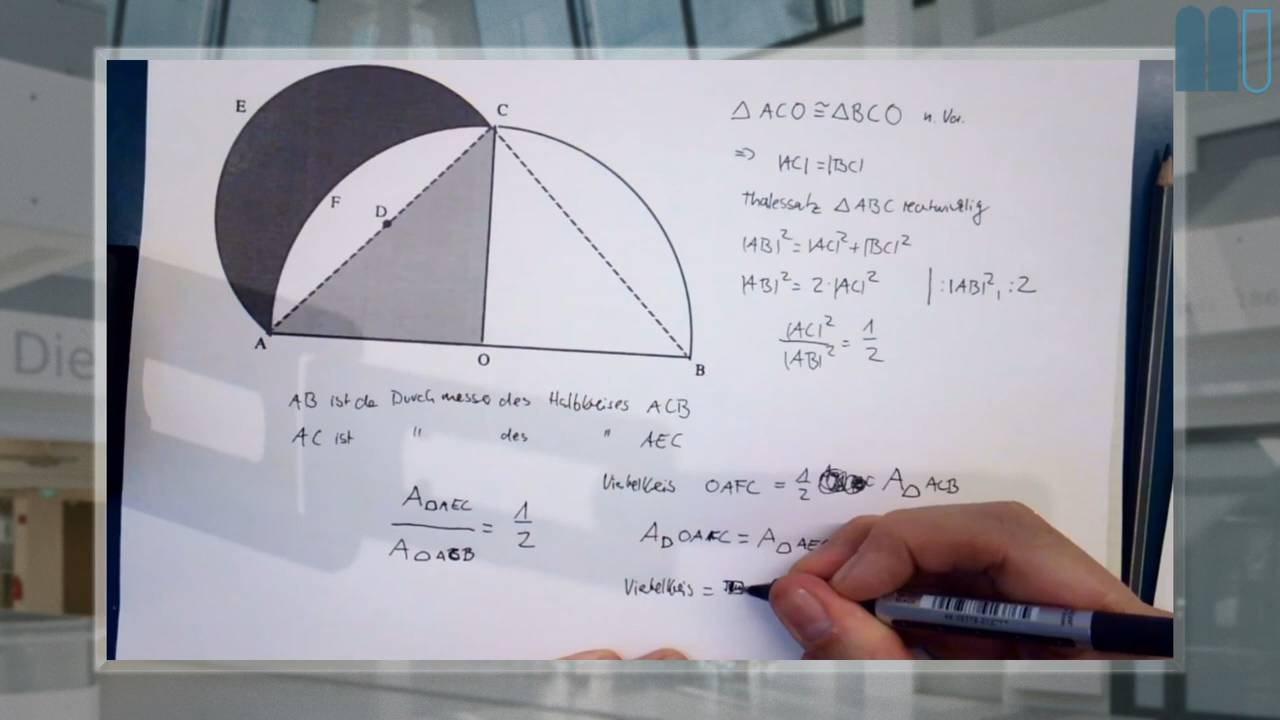 E
C
F
D
A
O
B
△ ACO ≅ △BCO n. Vor.
=> |AC| = |BC|
Thalessatz △ ABC rechtwinklig
|AB|² = |AC|² + |BC|²
|AB|² = 2·|AC|² | :|AB|², :2
|AC|²
|AB|²
= 1
2
AB ist de Durchmesser des Halbkreises ACB
AC ist " des " AEC
Viertelkreis OAFC = 1/2 A△ ACB
A△AEC
A△ACB
= 1
2
A△ OAFC = A△ AEC
Viertelkreis =
Die